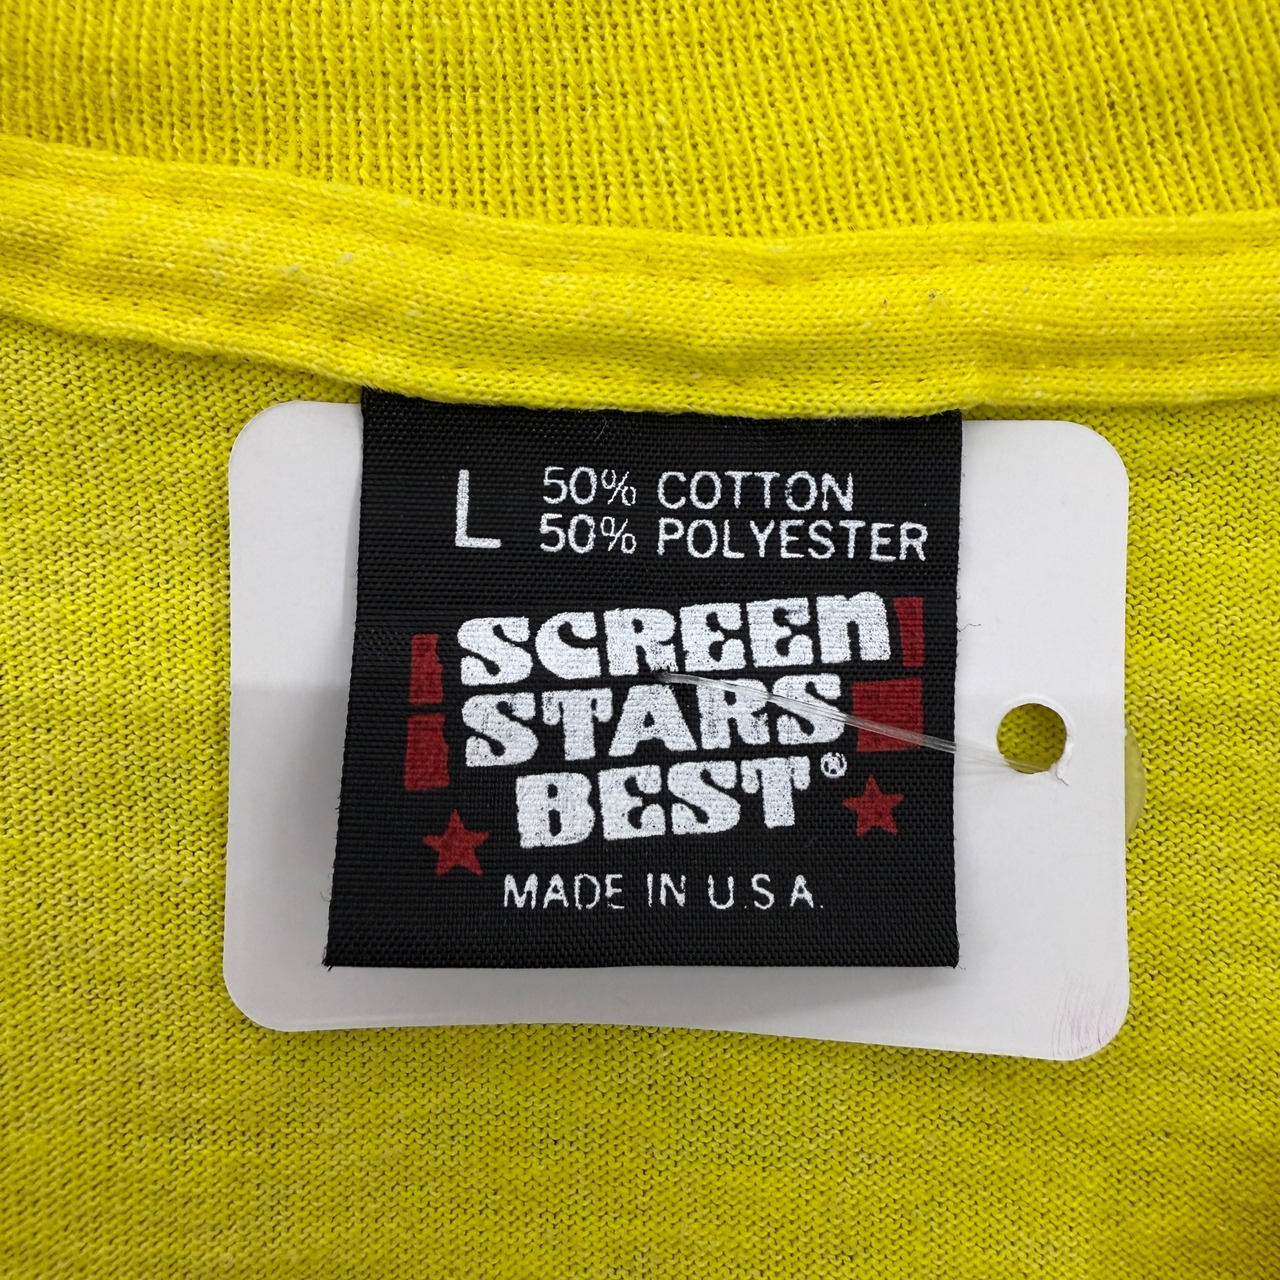 L 50% COTTON
50% POLYESTER
SCREEN
STARS
BEST®
MADE IN U.S.A.